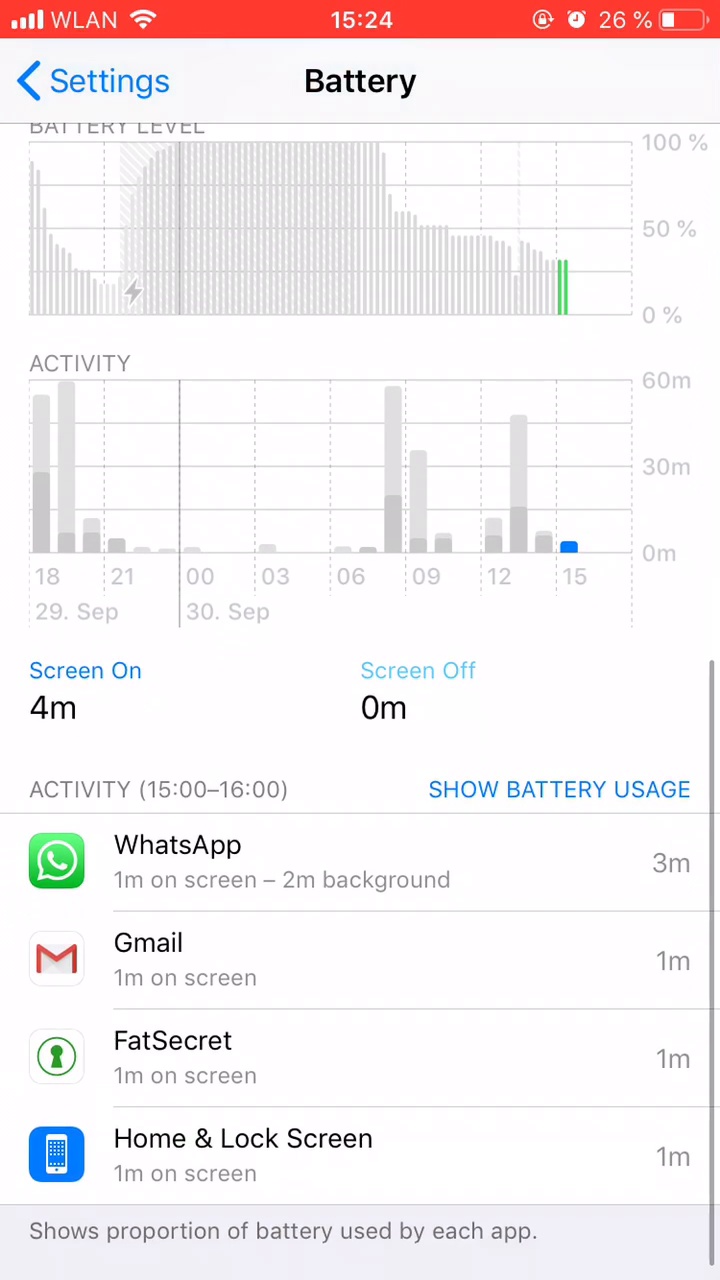 WLAN 15:24 26 %
Settings Battery
BATTERY LEVEL
100 %
50 %
0 %
ACTIVITY
60m
30m
0m
18 21 00 03 06 09 12 15
29. Sep 30. Sep
Screen On Screen Off
4m 0m
ACTIVITY (15:00–16:00) SHOW BATTERY USAGE
WhatsApp
1m on screen – 2m background 3m
Gmail
1m on screen 1m
FatSecret
1m on screen 1m
Home & Lock Screen
1m on screen 1m
Shows proportion of battery used by each app.